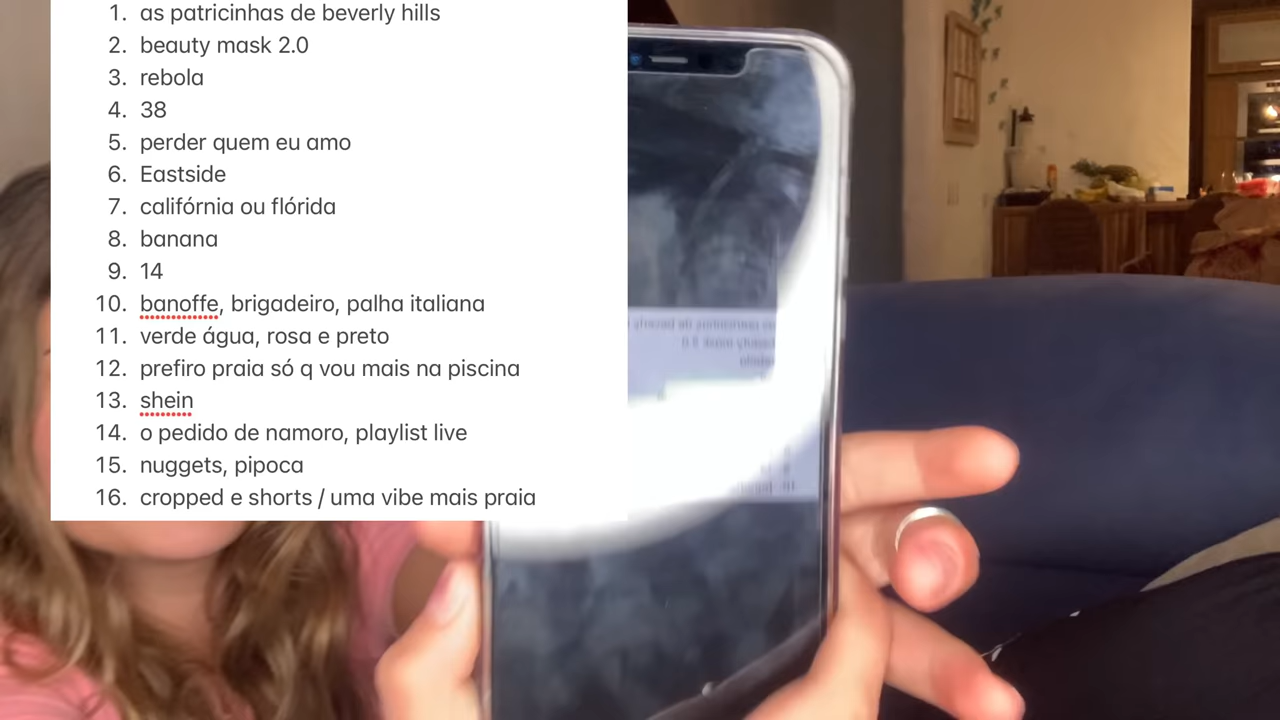 1. as patricinhas de beverly hills
2. beauty mask 2.0
3. rebola
4. 38
5. perder quem eu amo
6. Eastside
7. califórnia ou flórida
8. banana
9. 14
10. banoffe, brigadeiro, palha italiana
11. verde água, rosa e preto
12. prefiro praia só q vou mais na piscina
13. shein
14. o pedido de namoro, playlist live
15. nuggets, pipoca
16. cropped e shorts / uma vibe mais praia